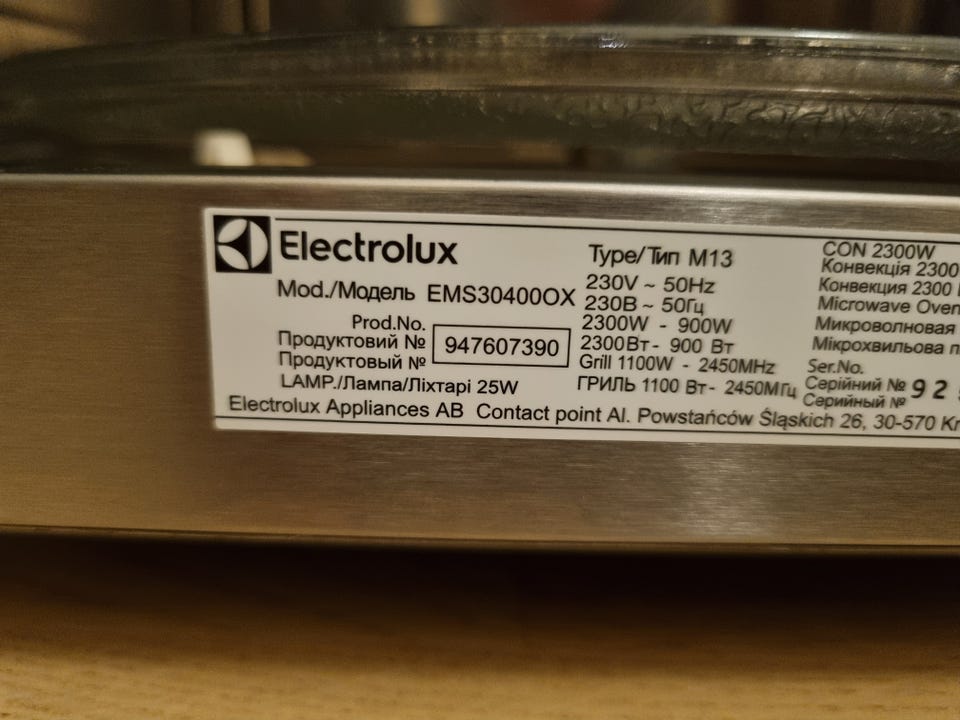 Electrolux
Mod./Модель EMS30400OX
Prod.No.
Продуктовий №
Продуктовый №
947607390
LAMP./Лампа/Ліхтарі 25W
Type/Тип M13
230V ~ 50Hz
230В ~ 50Гц
2300W - 900W
2300Вт - 900 Вт
Grill 1100W - 2450MHz
ГРИЛЬ 1100 Вт - 2450МГц
CON 2300W
Конвекція 2300
Конвекция 2300
Microwave Oven
Микроволновая
Мікрохвильова
Ser.No.
Серійний №
Серийный №
92
Electrolux Appliances AB Contact point Al. Powstańców Śląskich 26, 30-570